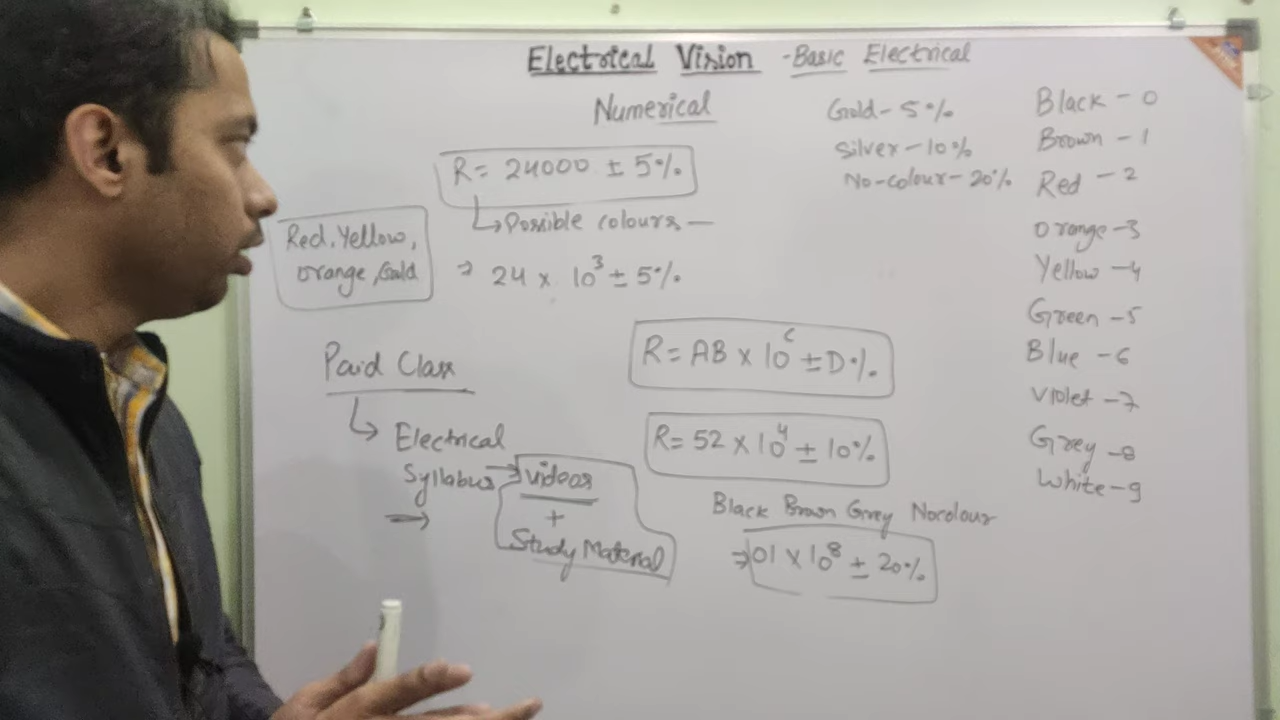 Electrical Vision - Basic Electrical
Numerical
R= 24000 ± 5%
↳ Possible colours —
Red, Yellow,
orange, Gold
⇒ 24 × 10³ ± 5%
Gold - 5%
Silver - 10%
No-colour - 20%
Black - 0
Brown - 1
Red - 2
Orange - 3
Yellow - 4
Green - 5
Blue - 6
Violet - 7
Grey - 8
White - 9
R= AB × 10ᶜ ± D%
R= 52 × 10⁴ ± 10%
Black Brown Grey Nocolour
⇒ 01 × 10⁸ ± 20%
Paid Class
↳ Electrical
Syllabus → videos
+
Study Material
→